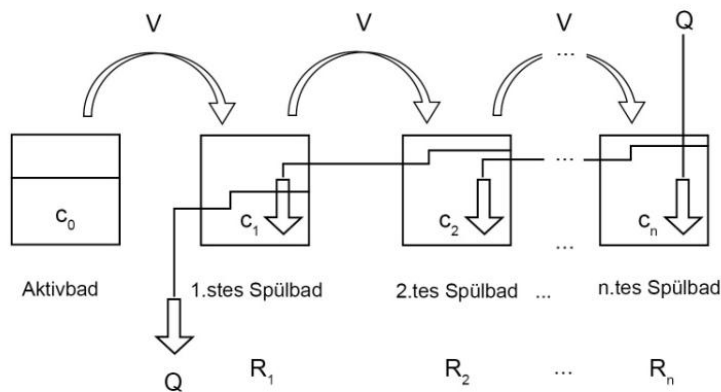 V V V Q
...
c0 c1 c2 ... cn
...
Aktivbad 1.stes Spülbad 2.tes Spülbad ... n.tes Spülbad
Q R1 R2 ... Rn